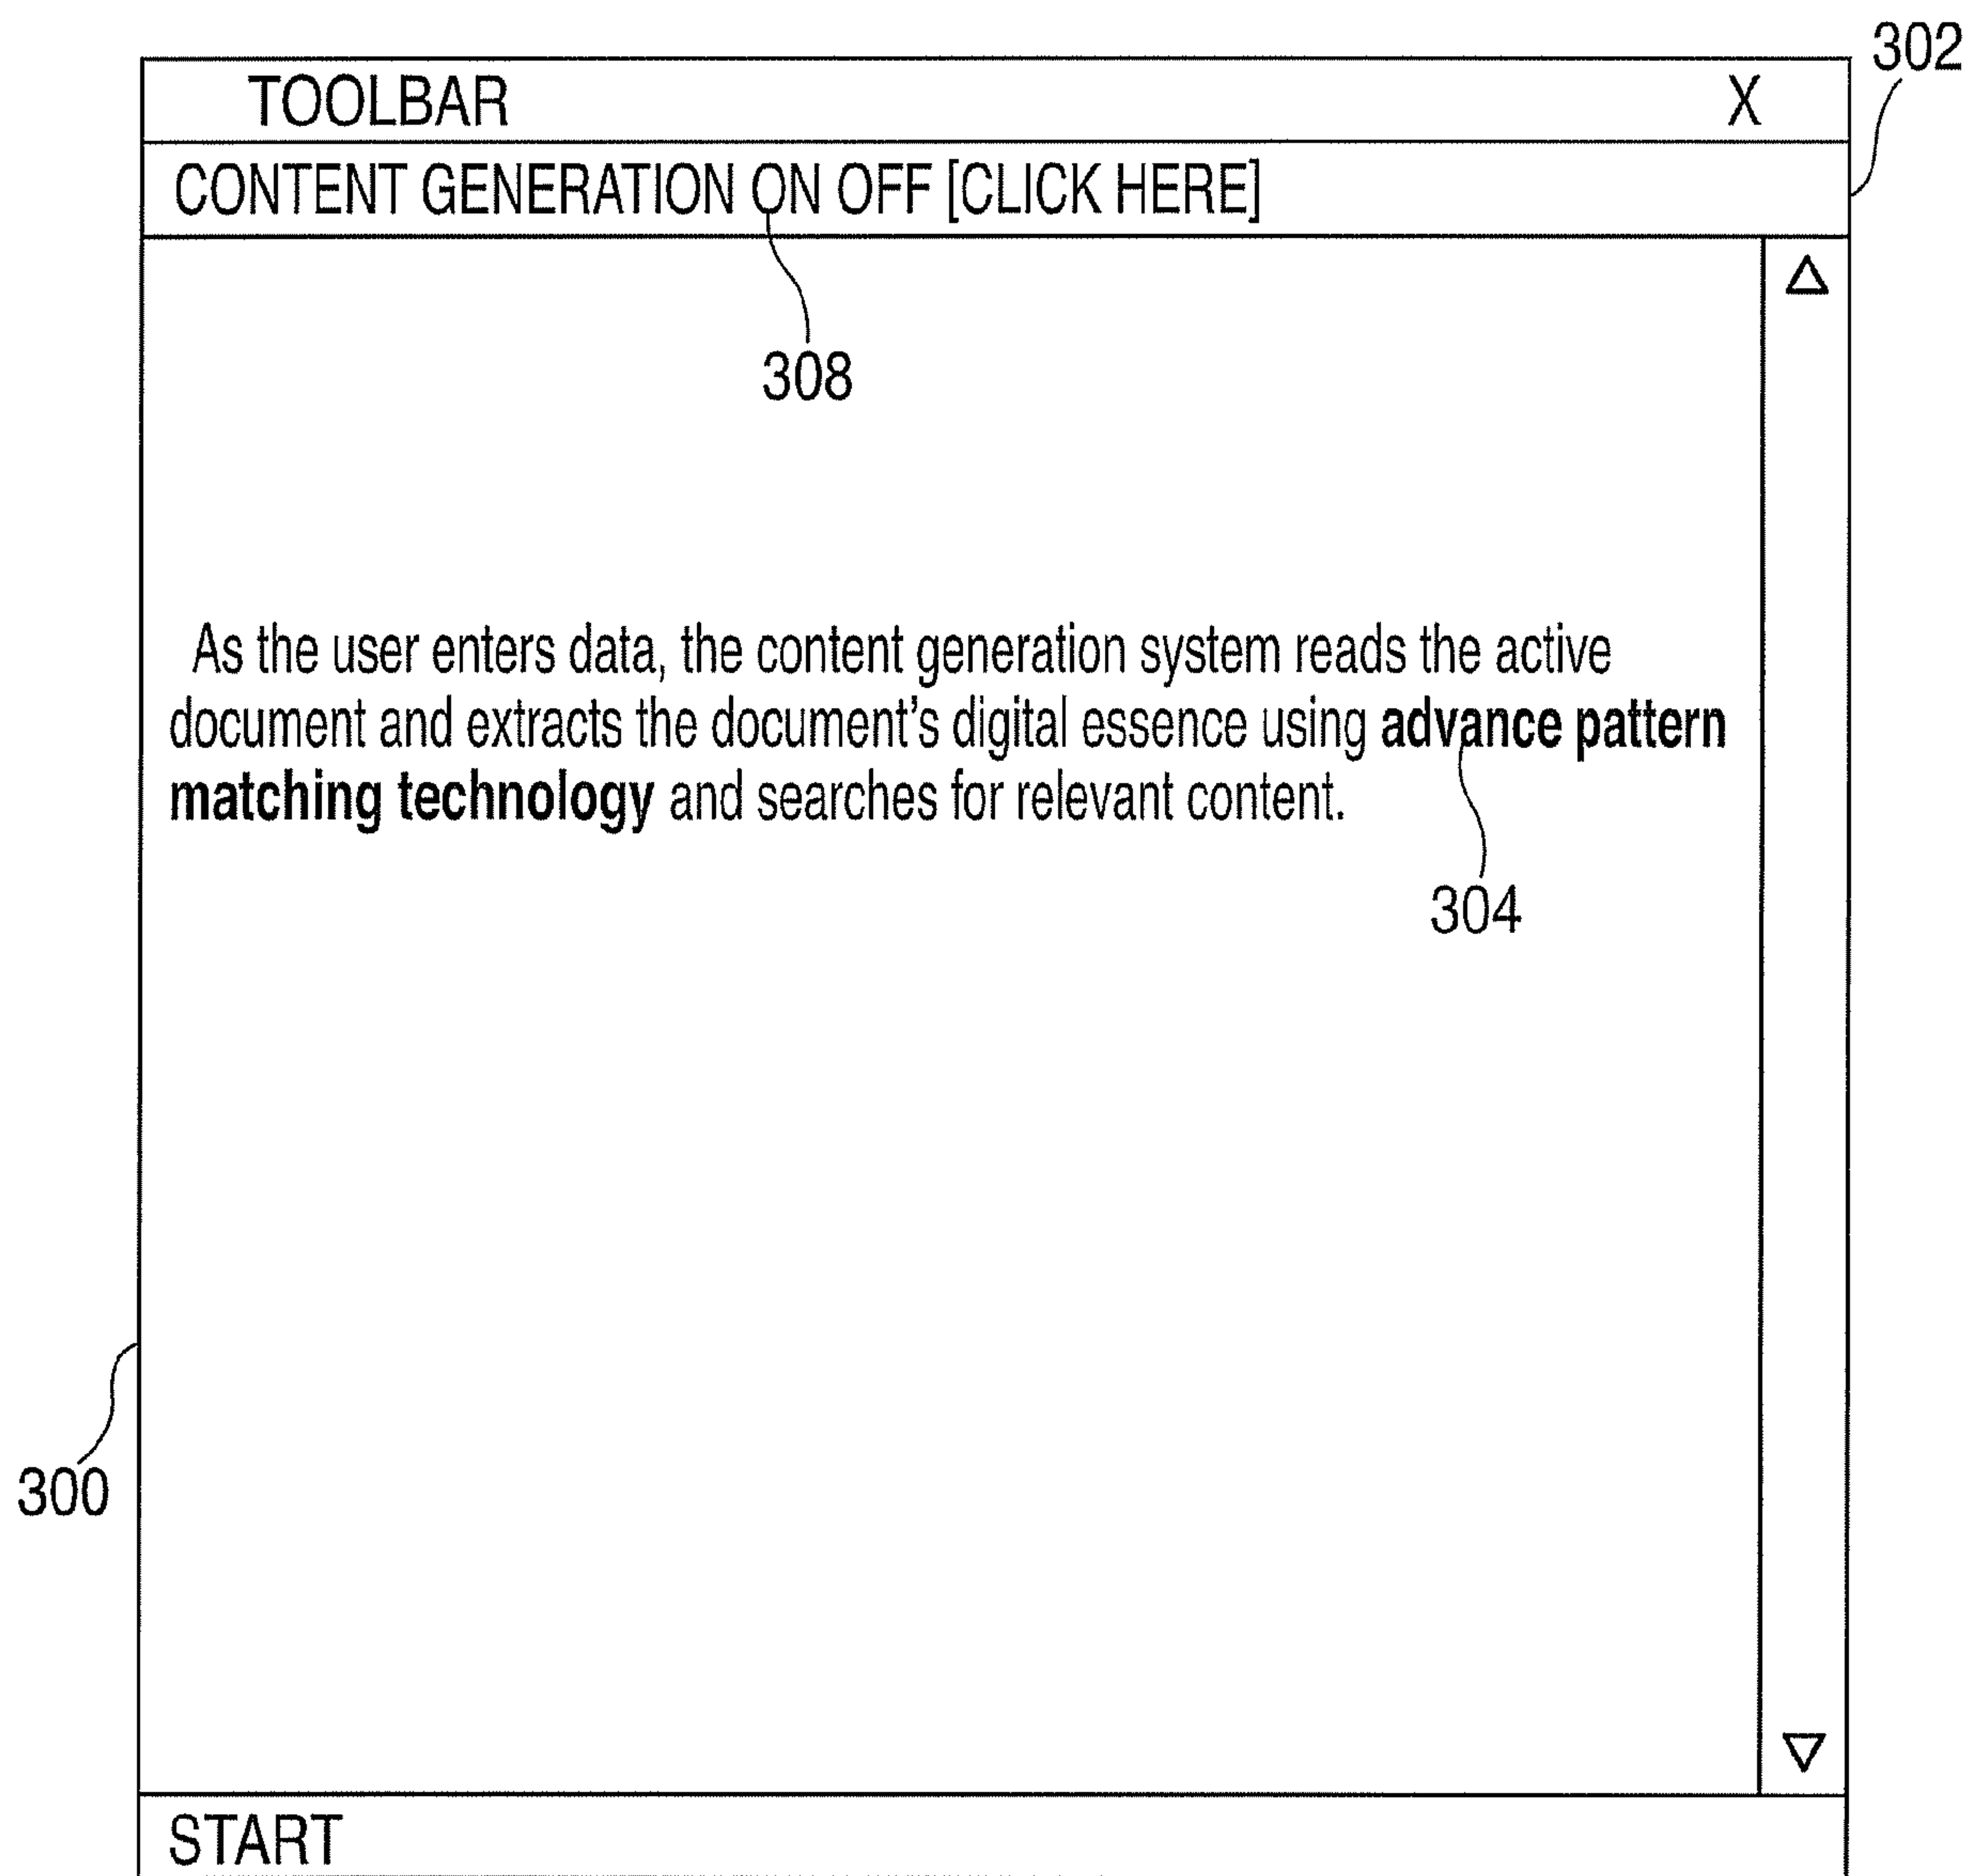 302
TOOLBAR X
CONTENT GENERATION ON OFF [CLICK HERE]
308
As the user enters data, the content generation system reads the active
document and extracts the document's digital essence using advance pattern
matching technology and searches for relevant content.
304
300
START